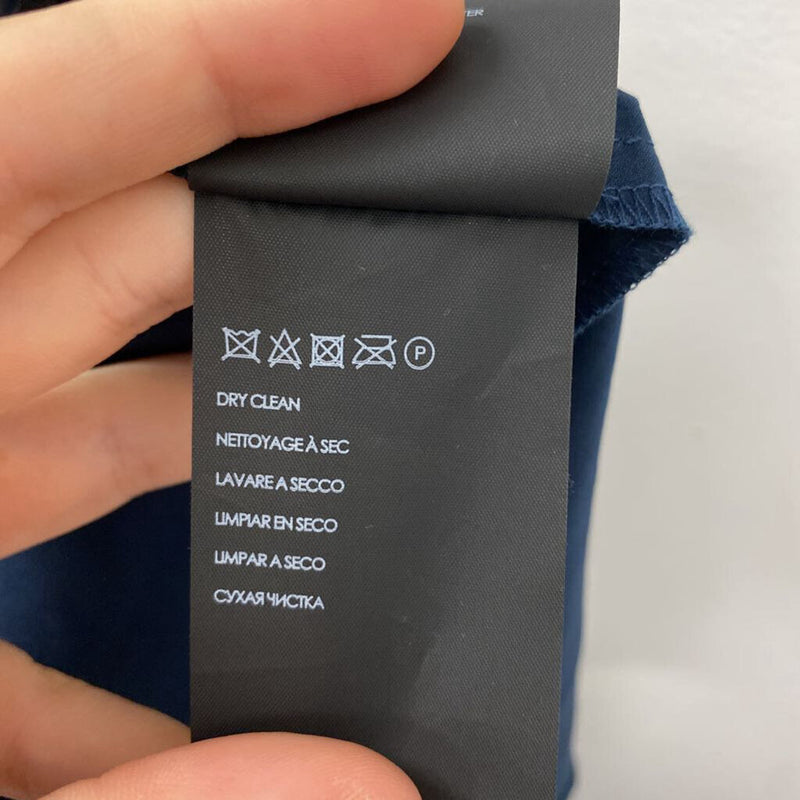 P
DRY CLEAN
NETTOYAGE À SEC
LAVARE A SECCO
LIMPIAR EN SECO
LIMPAR A SECO
СУХАЯ ЧИСТКА